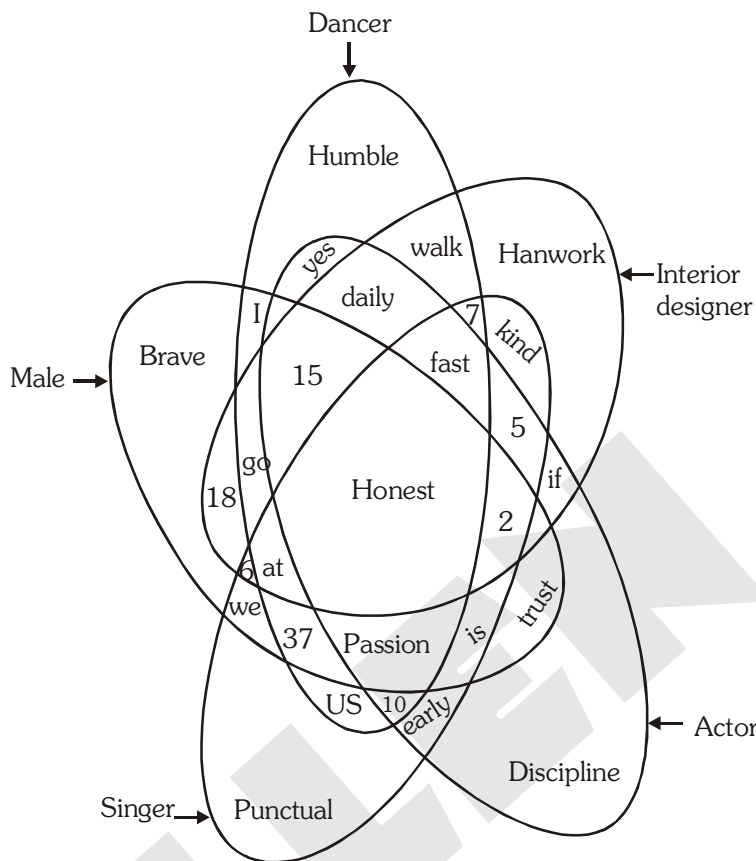 Dancer
Humble
walk
Hanwork
yes
Interior
designer
daily
I
7
kind
Brave
fast
Male
15
5
go
if
18
Honest
2
6
at
we
trust
37
Passion
is
US
10
early
Actor
Discipline
Singer
Punctual